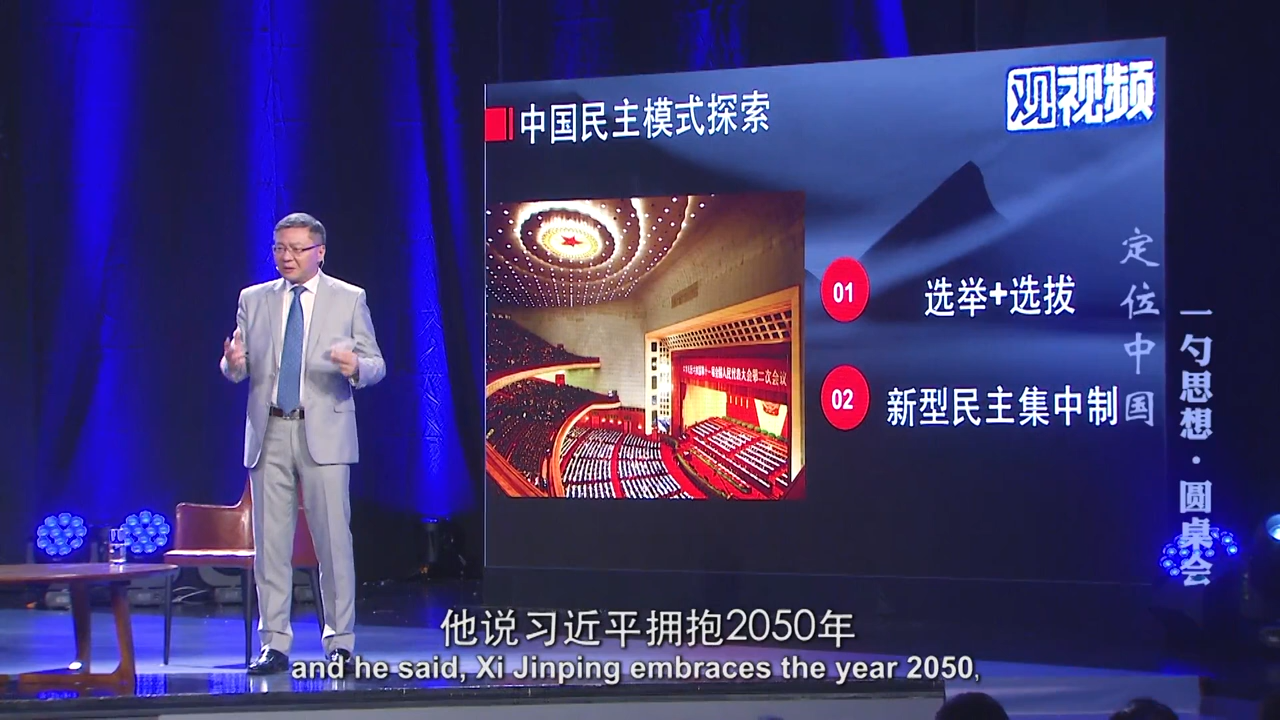 中国民主模式探索
观视频
01
选举+选拔
02
新型民主集中制
定位中国
一勺思想·圆桌会
他说习近平拥抱2050年
and he said, Xi Jinping embraces the year 2050,